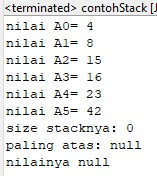 <terminated> contohStack [J
nilai A0= 4
nilai A1= 8
nilai A2= 15
nilai A3= 16
nilai A4= 23
nilai A5= 42
size stacknya: 0
paling atas: null
nilainya null